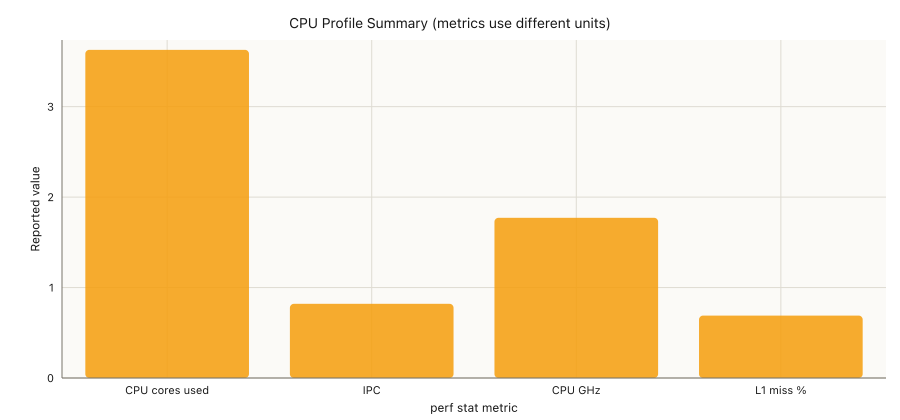 CPU Profile Summary (metrics use different units)
Reported value
3
2
1
0
CPU cores used
IPC
CPU GHz
L1 miss %
perf stat metric